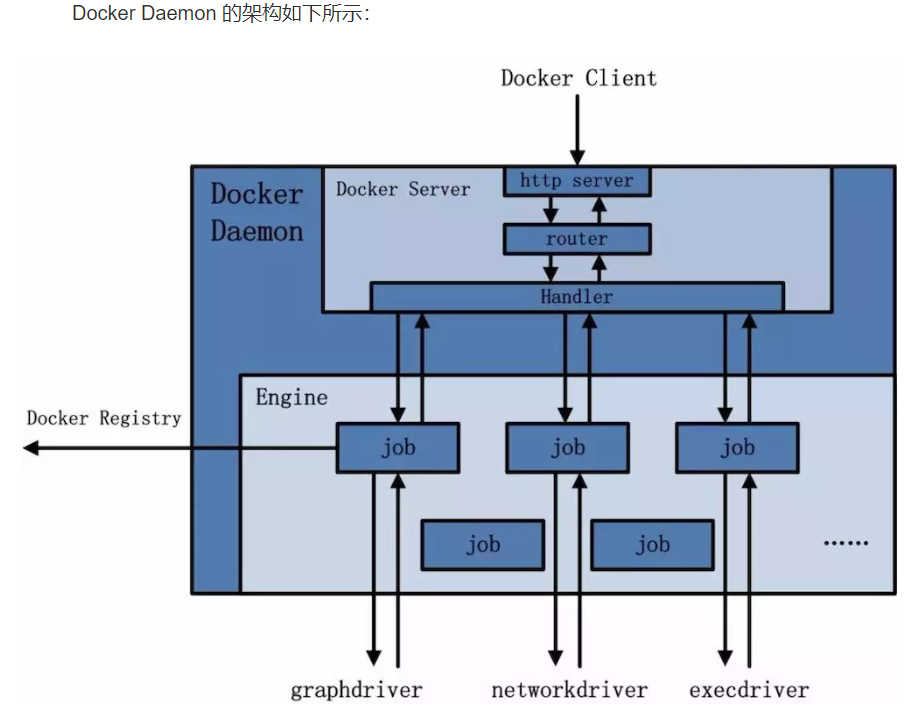 Docker Daemon 的架构如下所示：
Docker Client
Docker
Daemon
Docker Server
http server
router
Handler
Engine
Docker Registry
job
job
job
job
job
......
graphdriver
networkdriver
execdriver